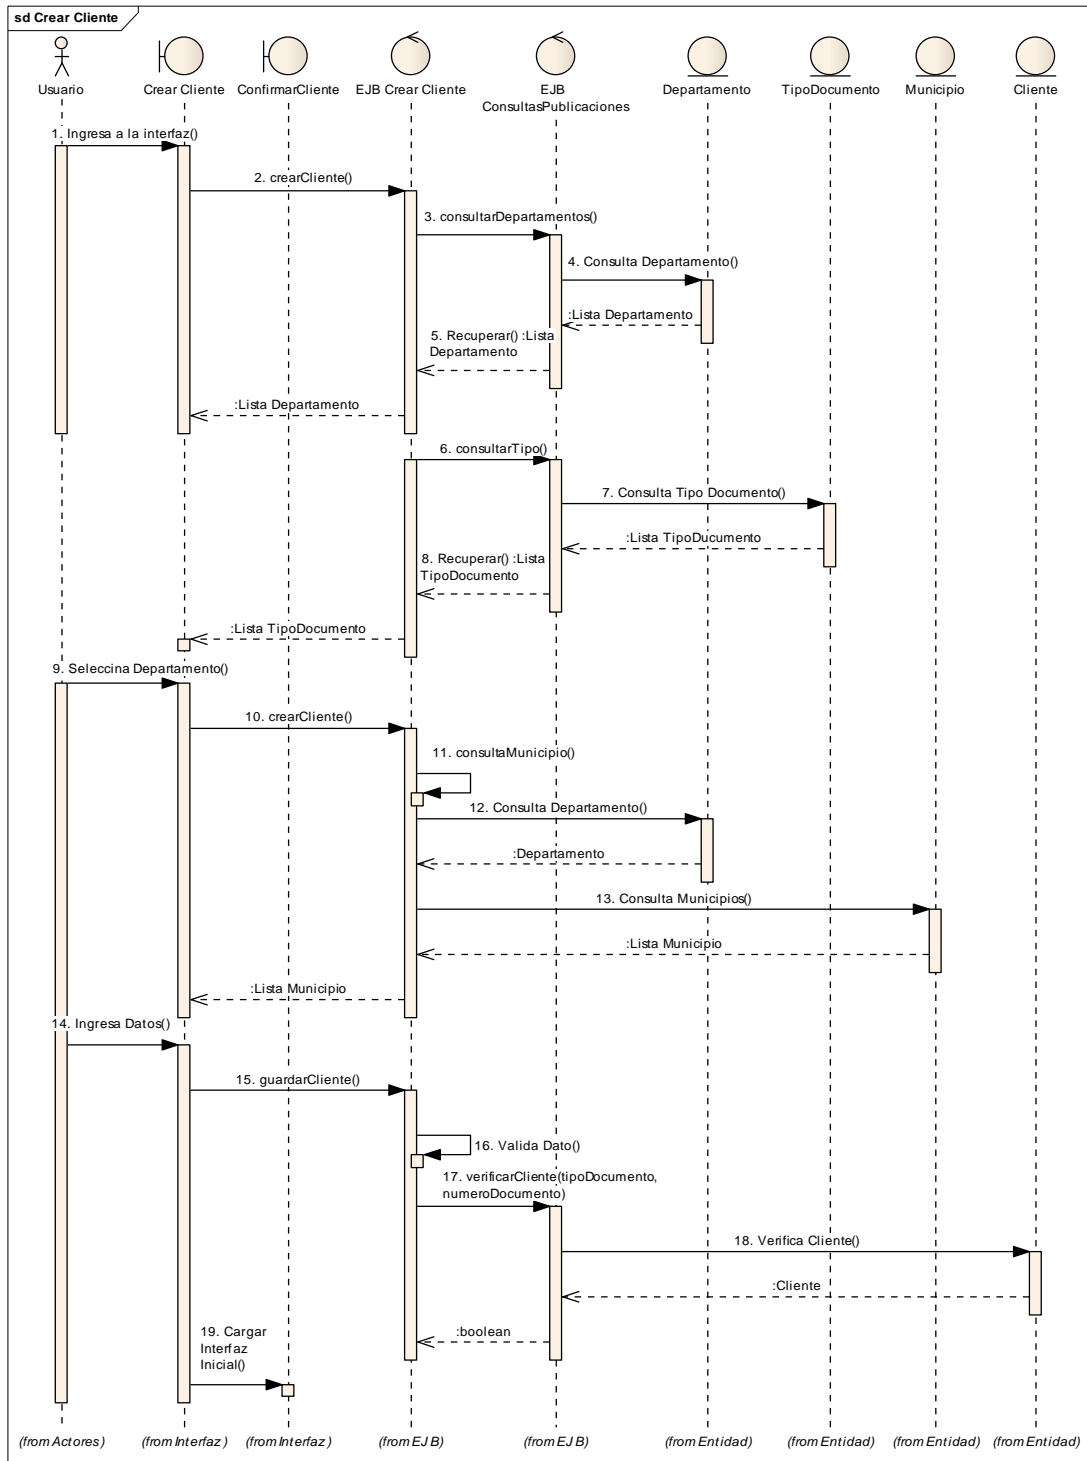 sd Crear Cliente
Usuario
Crear Cliente
ConfirmarCliente
EJB Crear Cliente
EJB
ConsultasPublicaciones
Departamento
TipoDocumento
Municipio
Cliente
1. Ingresa a la interfaz()
2. crearCliente()
3. consultarDepartamentos()
4. Consulta Departamento()
:Lista Departamento
5. Recuperar() :Lista
Departamento
:Lista Departamento
6. consultarTipo()
7. Consulta Tipo Documento()
:Lista TipoDucumento
8. Recuperar() :Lista
TipoDocumento
:Lista TipoDocumento
9. Seleccina Departamento()
10. crearCliente()
11. consultaMunicipio()
12. Consulta Departamento()
:Departamento
13. Consulta Municipios()
:Lista Municipio
:Lista Municipio
14. Ingresa Datos()
15. guardarCliente()
16. Valida Dato()
17. verificarCliente(tipoDocumento,
numeroDocumento)
18. Verifica Cliente()
:Cliente
:boolean
19. Cargar
Interfaz
Inicial()
(from Actores)
(from Interfaz)
(from Interfaz)
(from EJB)
(from EJB)
(from Entidad)
(from Entidad)
(from Entidad)
(from Entidad)